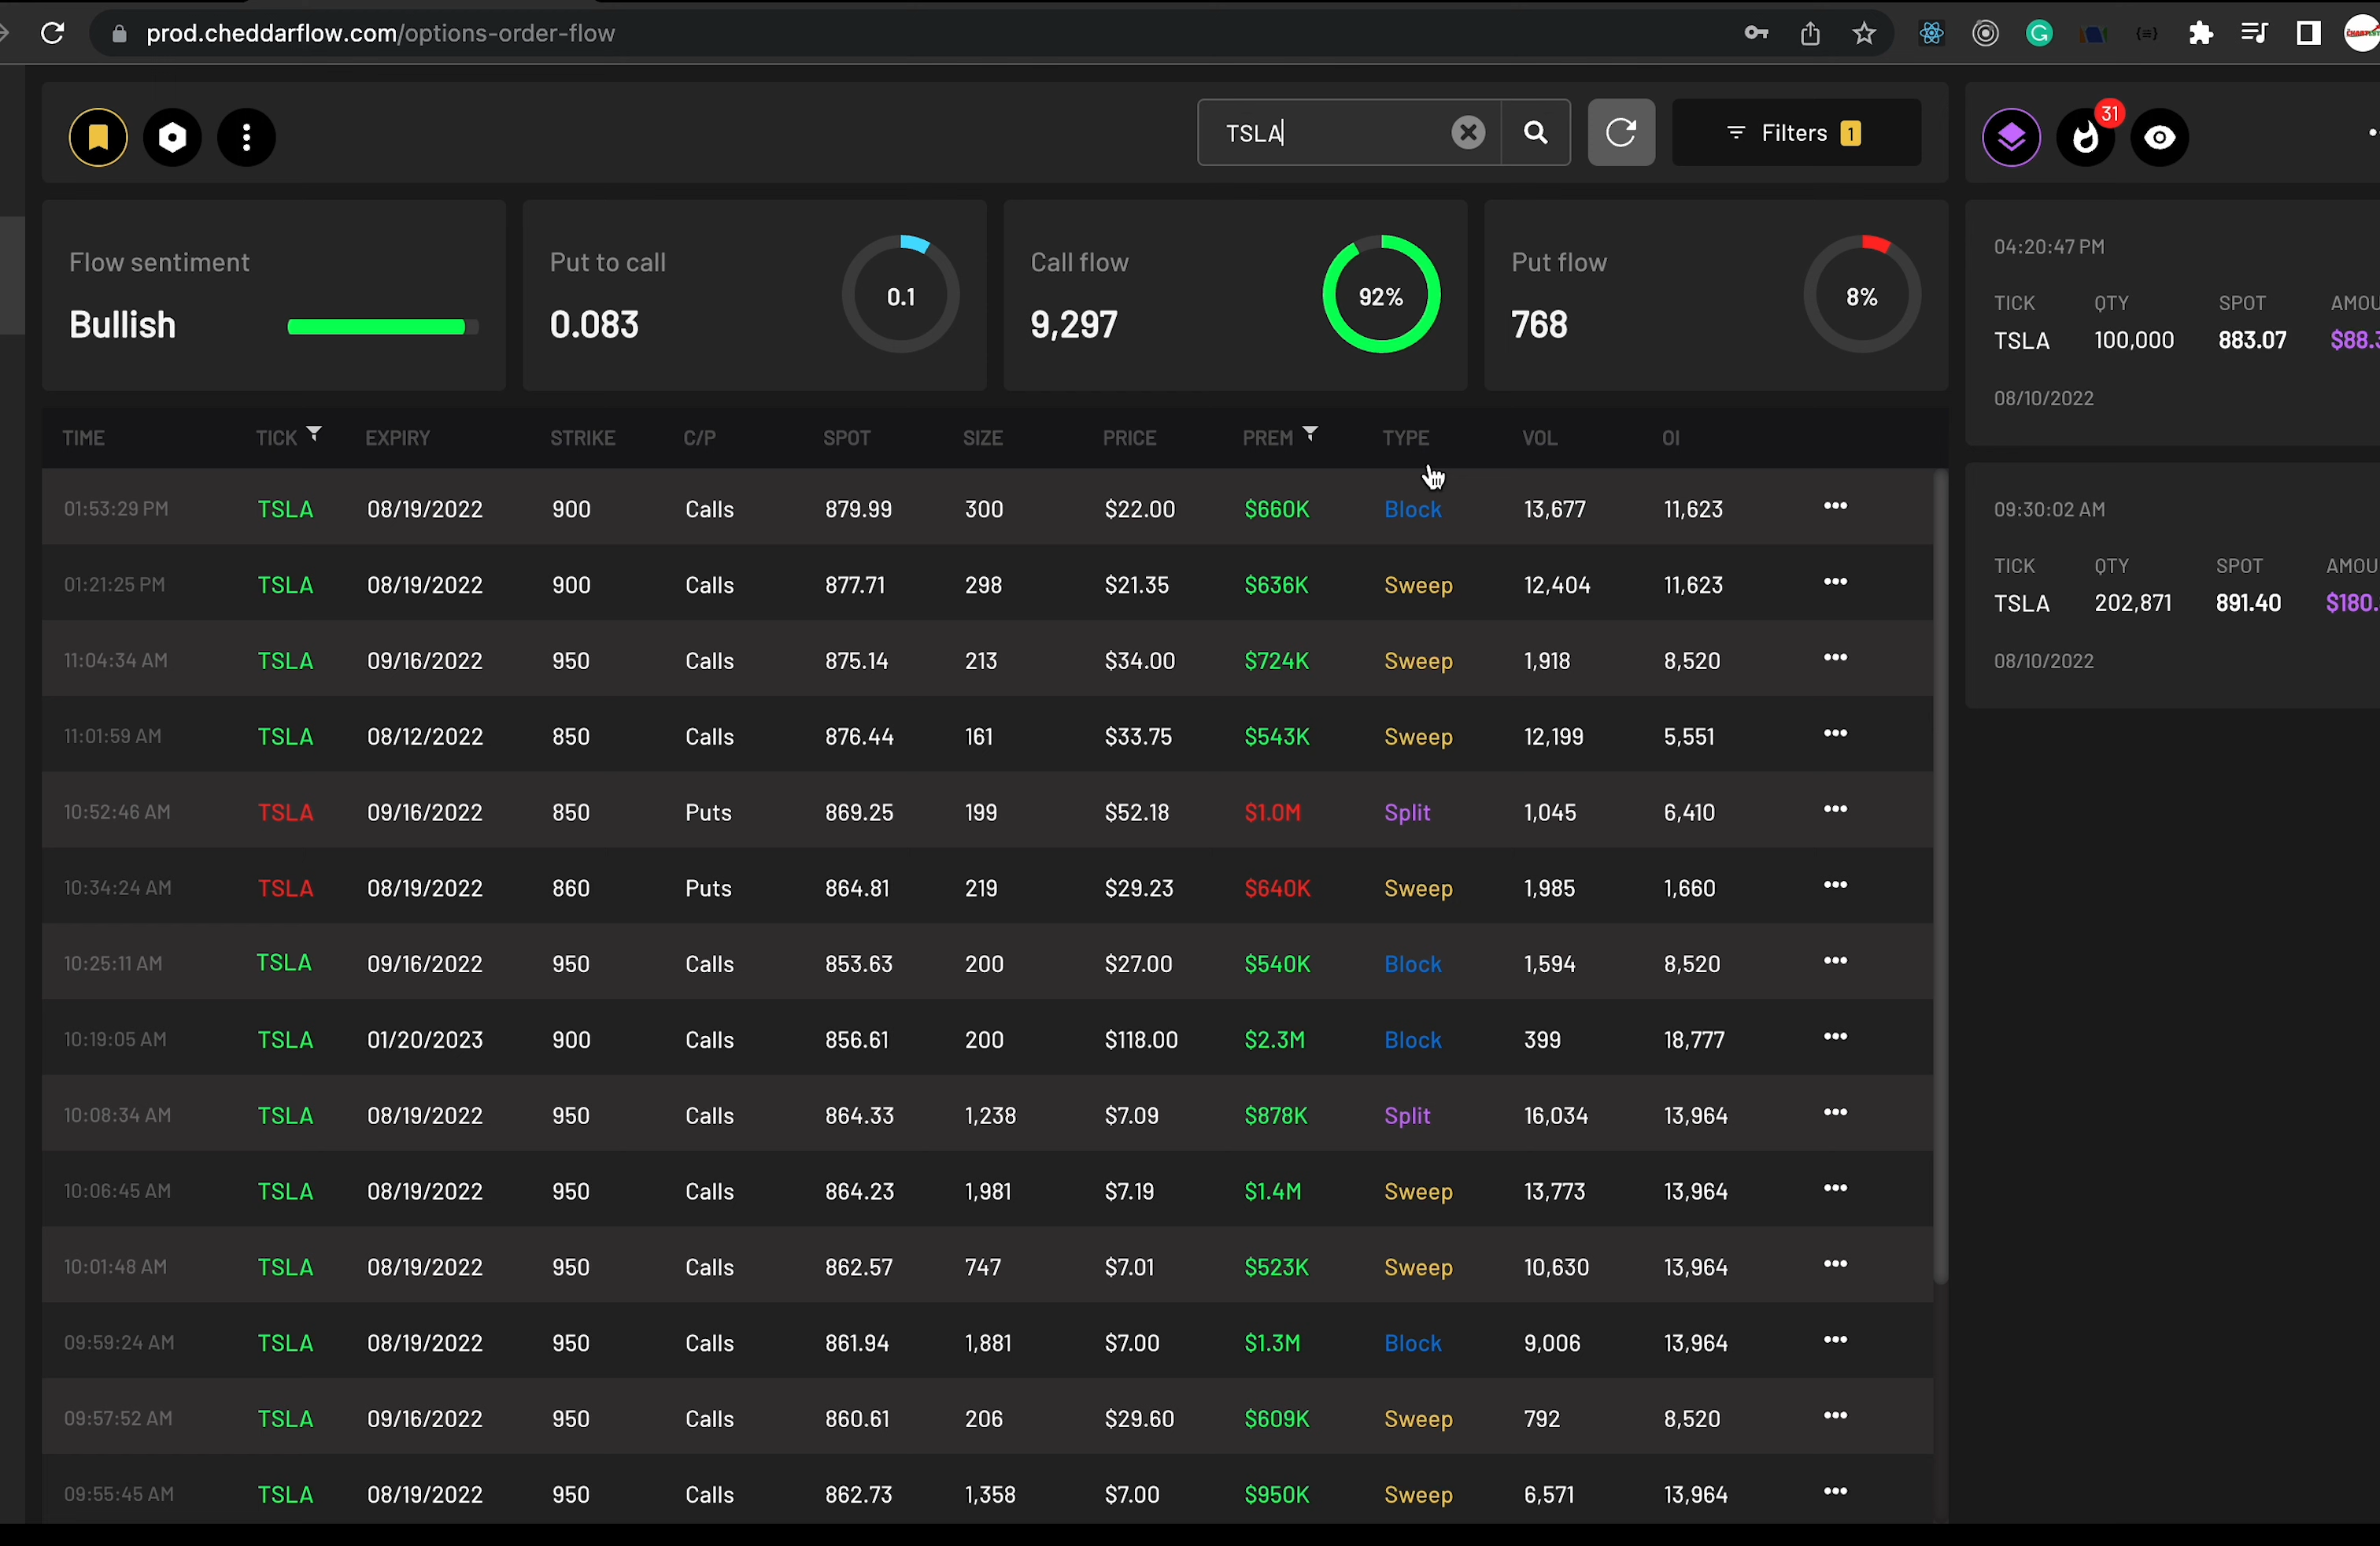 prod.cheddarflow.com/options-order-flow
TSLA
Filters 1
31
Flow sentiment
Bullish
Put to call
0.083
0.1
Call flow
9,297
92%
Put flow
768
8%
TIME TICK EXPIRY STRIKE C/P SPOT SIZE PRICE PREM TYPE VOL OI
01:53:29 PM TSLA 08/19/2022 900 Calls 879.99 300 $22.00 $660K Block 13,677 11,623
01:21:25 PM TSLA 08/19/2022 900 Calls 877.71 298 $21.35 $636K Sweep 12,404 11,623
11:04:34 AM TSLA 09/16/2022 950 Calls 875.14 213 $34.00 $724K Sweep 1,918 8,520
11:01:59 AM TSLA 08/12/2022 850 Calls 876.44 161 $33.75 $543K Sweep 12,199 5,551
10:52:46 AM TSLA 09/16/2022 850 Puts 869.25 199 $52.18 $1.0M Split 1,045 6,410
10:34:24 AM TSLA 08/19/2022 860 Puts 864.81 219 $29.23 $640K Sweep 1,985 1,660
10:25:11 AM TSLA 09/16/2022 950 Calls 853.63 200 $27.00 $540K Block 1,594 8,520
10:19:05 AM TSLA 01/20/2023 900 Calls 856.61 200 $118.00 $2.3M Block 399 18,777
10:08:34 AM TSLA 08/19/2022 950 Calls 864.33 1,238 $7.09 $878K Split 16,034 13,964
10:06:45 AM TSLA 08/19/2022 950 Calls 864.23 1,981 $7.19 $1.4M Sweep 13,773 13,964
10:01:48 AM TSLA 08/19/2022 950 Calls 862.57 747 $7.01 $523K Sweep 10,630 13,964
09:59:24 AM TSLA 08/19/2022 950 Calls 861.94 1,881 $7.00 $1.3M Block 9,006 13,964
09:57:52 AM TSLA 09/16/2022 950 Calls 860.61 206 $29.60 $609K Sweep 792 8,520
09:55:45 AM TSLA 08/19/2022 950 Calls 862.73 1,358 $7.00 $950K Sweep 6,571 13,964
04:20:47 PM
TICK QTY SPOT AMOU
TSLA 100,000 883.07 $88.3
08/10/2022
09:30:02 AM
TICK QTY SPOT AMOU
TSLA 202,871 891.40 $180.
08/10/2022